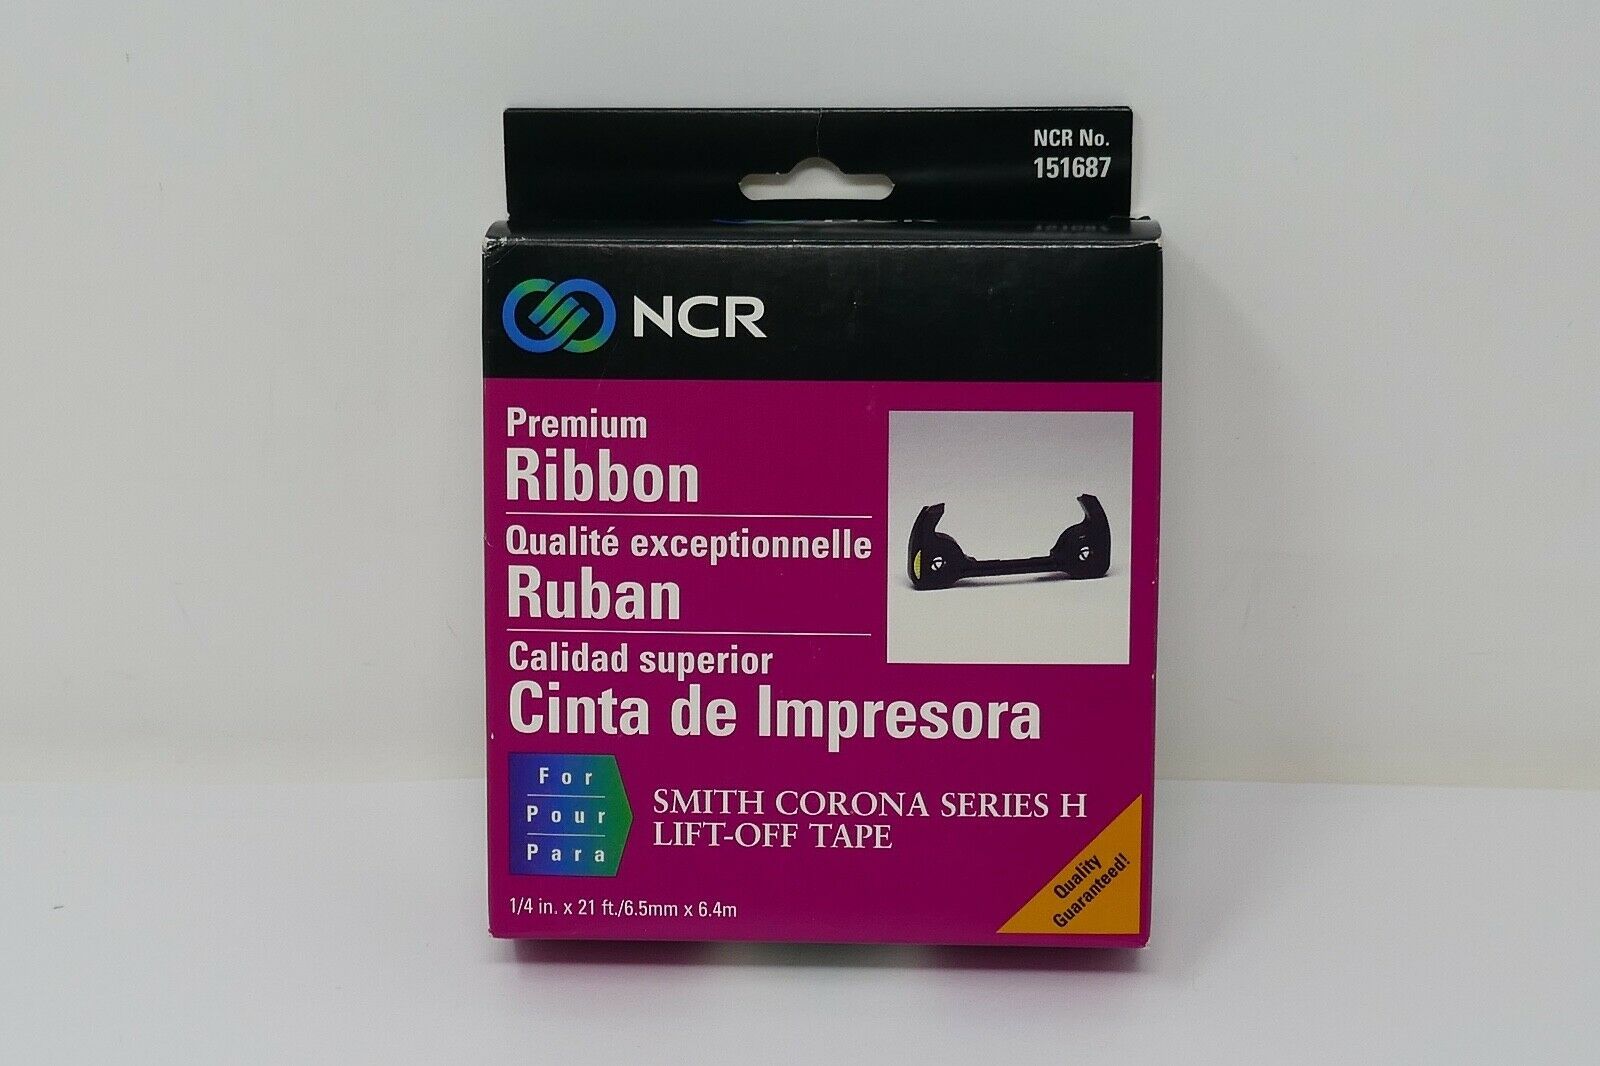 NCR No.
151687
NCR
Premium
Ribbon
Qualité exceptionnelle
Ruban
Calidad superior
Cinta de Impresora
For
Pour
Para
SMITH CORONA SERIES H
LIFT-OFF TAPE
1/4 in. x 21 ft./6.5mm x 6.4m
Quality
Guaranteed!